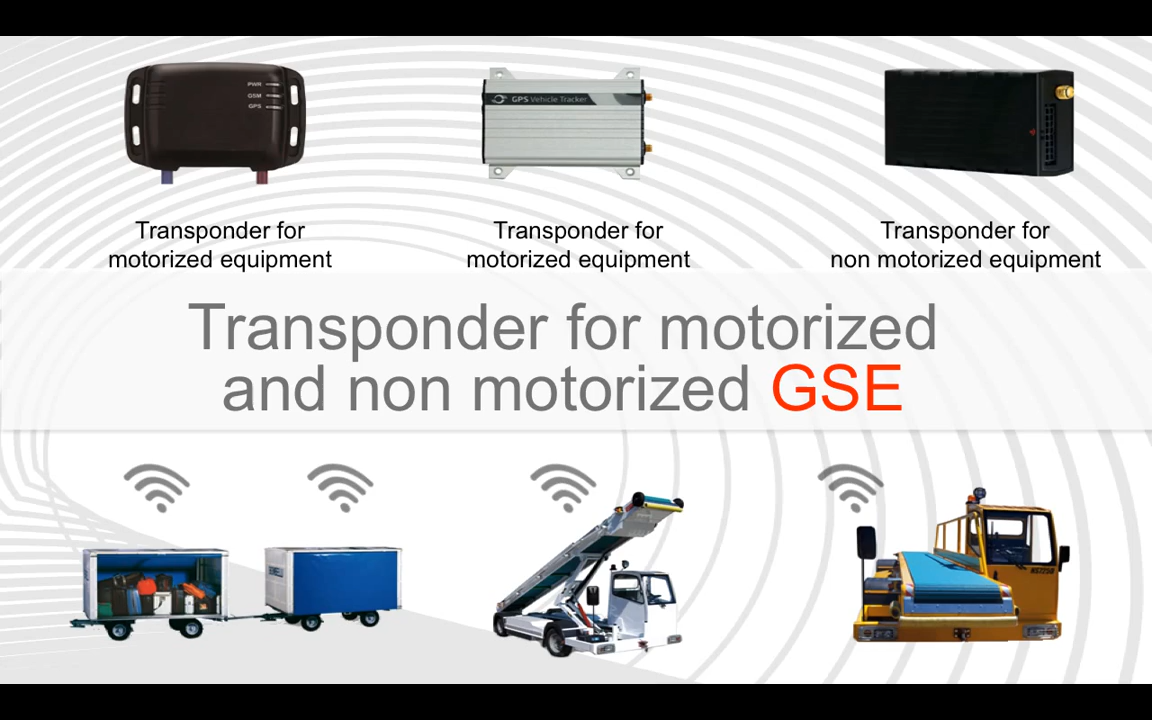 PWR
GSM
GPS
GPS Vehicle Tracker
Transponder for
motorized equipment
Transponder for
motorized equipment
Transponder for
non motorized equipment
Transponder for motorized
and non motorized GSE